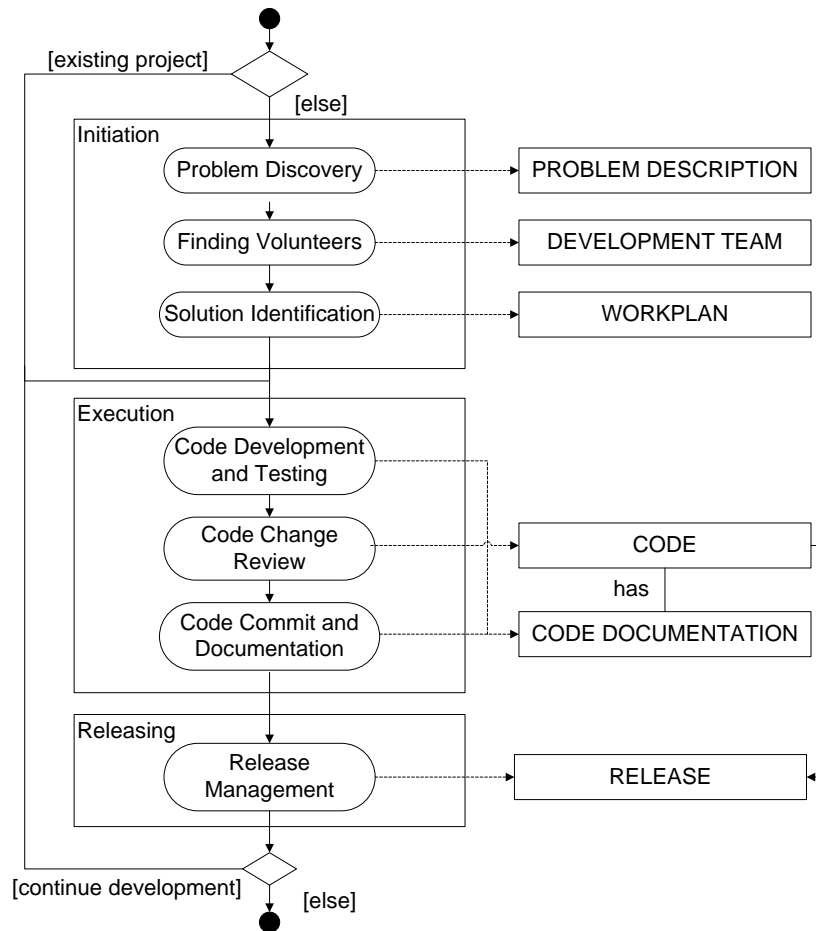 [existing project]
[else]
Initiation
Problem Discovery
PROBLEM DESCRIPTION
Finding Volunteers
DEVELOPMENT TEAM
Solution Identification
WORKPLAN
Execution
Code Development
and Testing
Code Change
Review
CODE
has
Code Commit and
Documentation
CODE DOCUMENTATION
Releasing
Release
Management
RELEASE
[continue development]
[else]